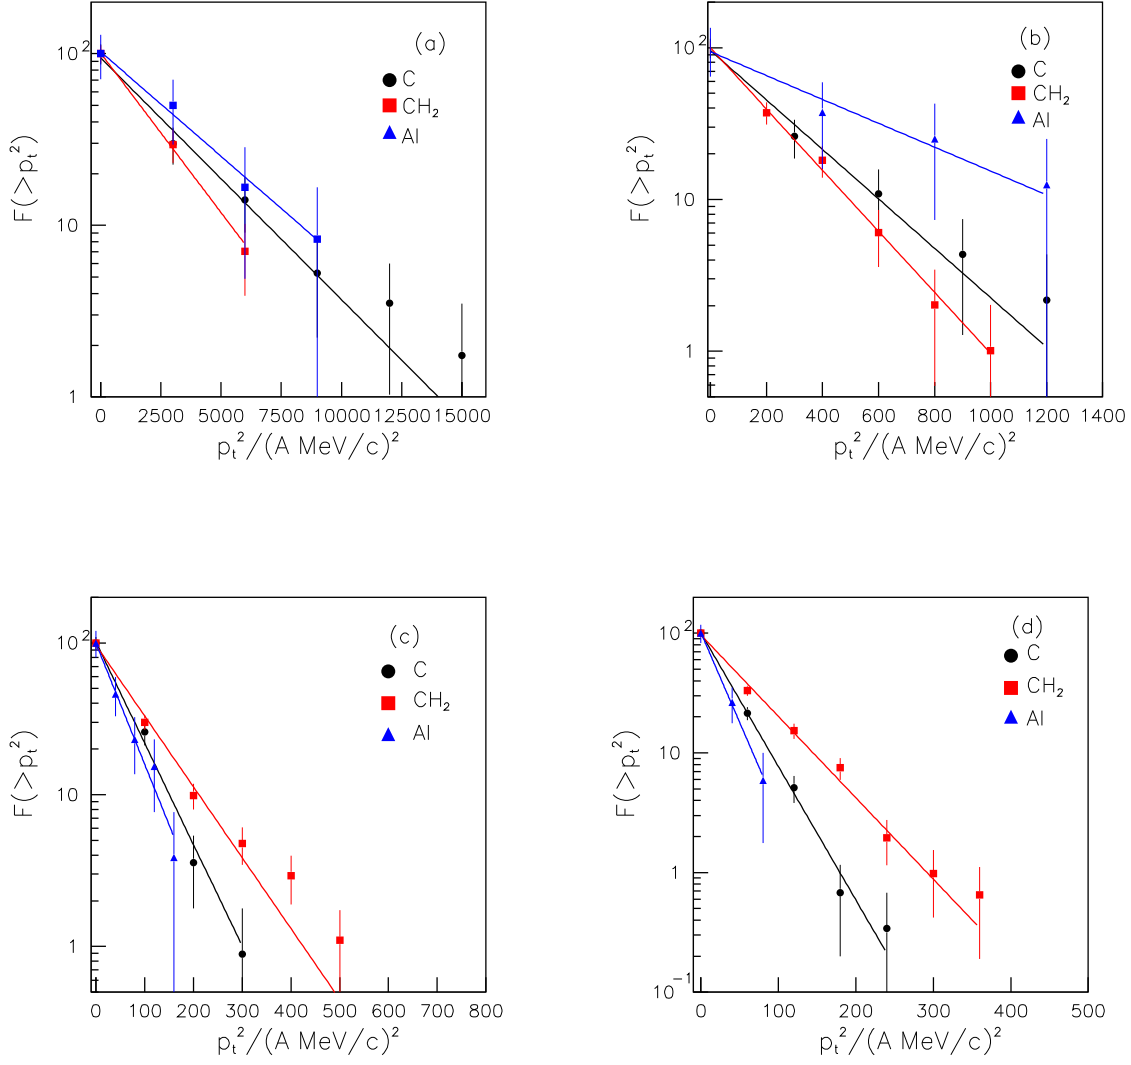 (a)
C
CH₂
Al
10²
10
1
F(>pₜ²)
0 2500 5000 7500 10000 12500 15000
pₜ²/(A MeV/c)²
(b)
C
CH₂
Al
10²
10
1
F(>pₜ²)
0 200 400 600 800 1000 1200 1400
pₜ²/(A MeV/c)²
(c)
C
CH₂
Al
10²
10
1
F(>pₜ²)
0 100 200 300 400 500 600 700 800
pₜ²/(A MeV/c)²
(d)
C
CH₂
Al
10²
10
1
10⁻¹
F(>pₜ²)
0 100 200 300 400 500
pₜ²/(A MeV/c)²